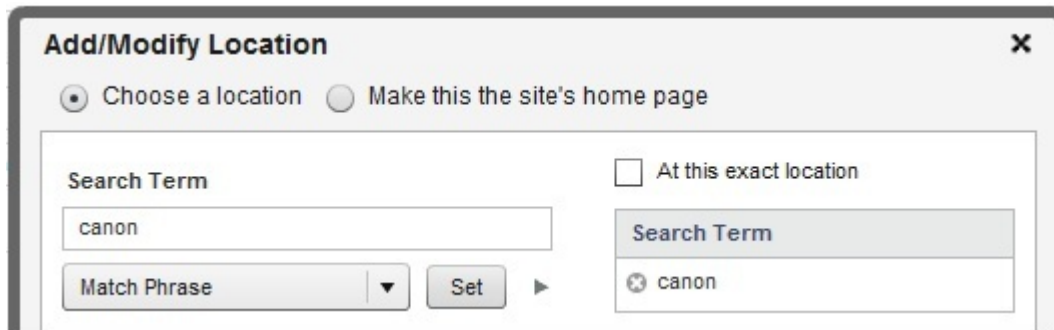 Add/Modify Location
Choose a location Make this the site's home page
Search Term
canon
Match Phrase Set
At this exact location
Search Term
canon